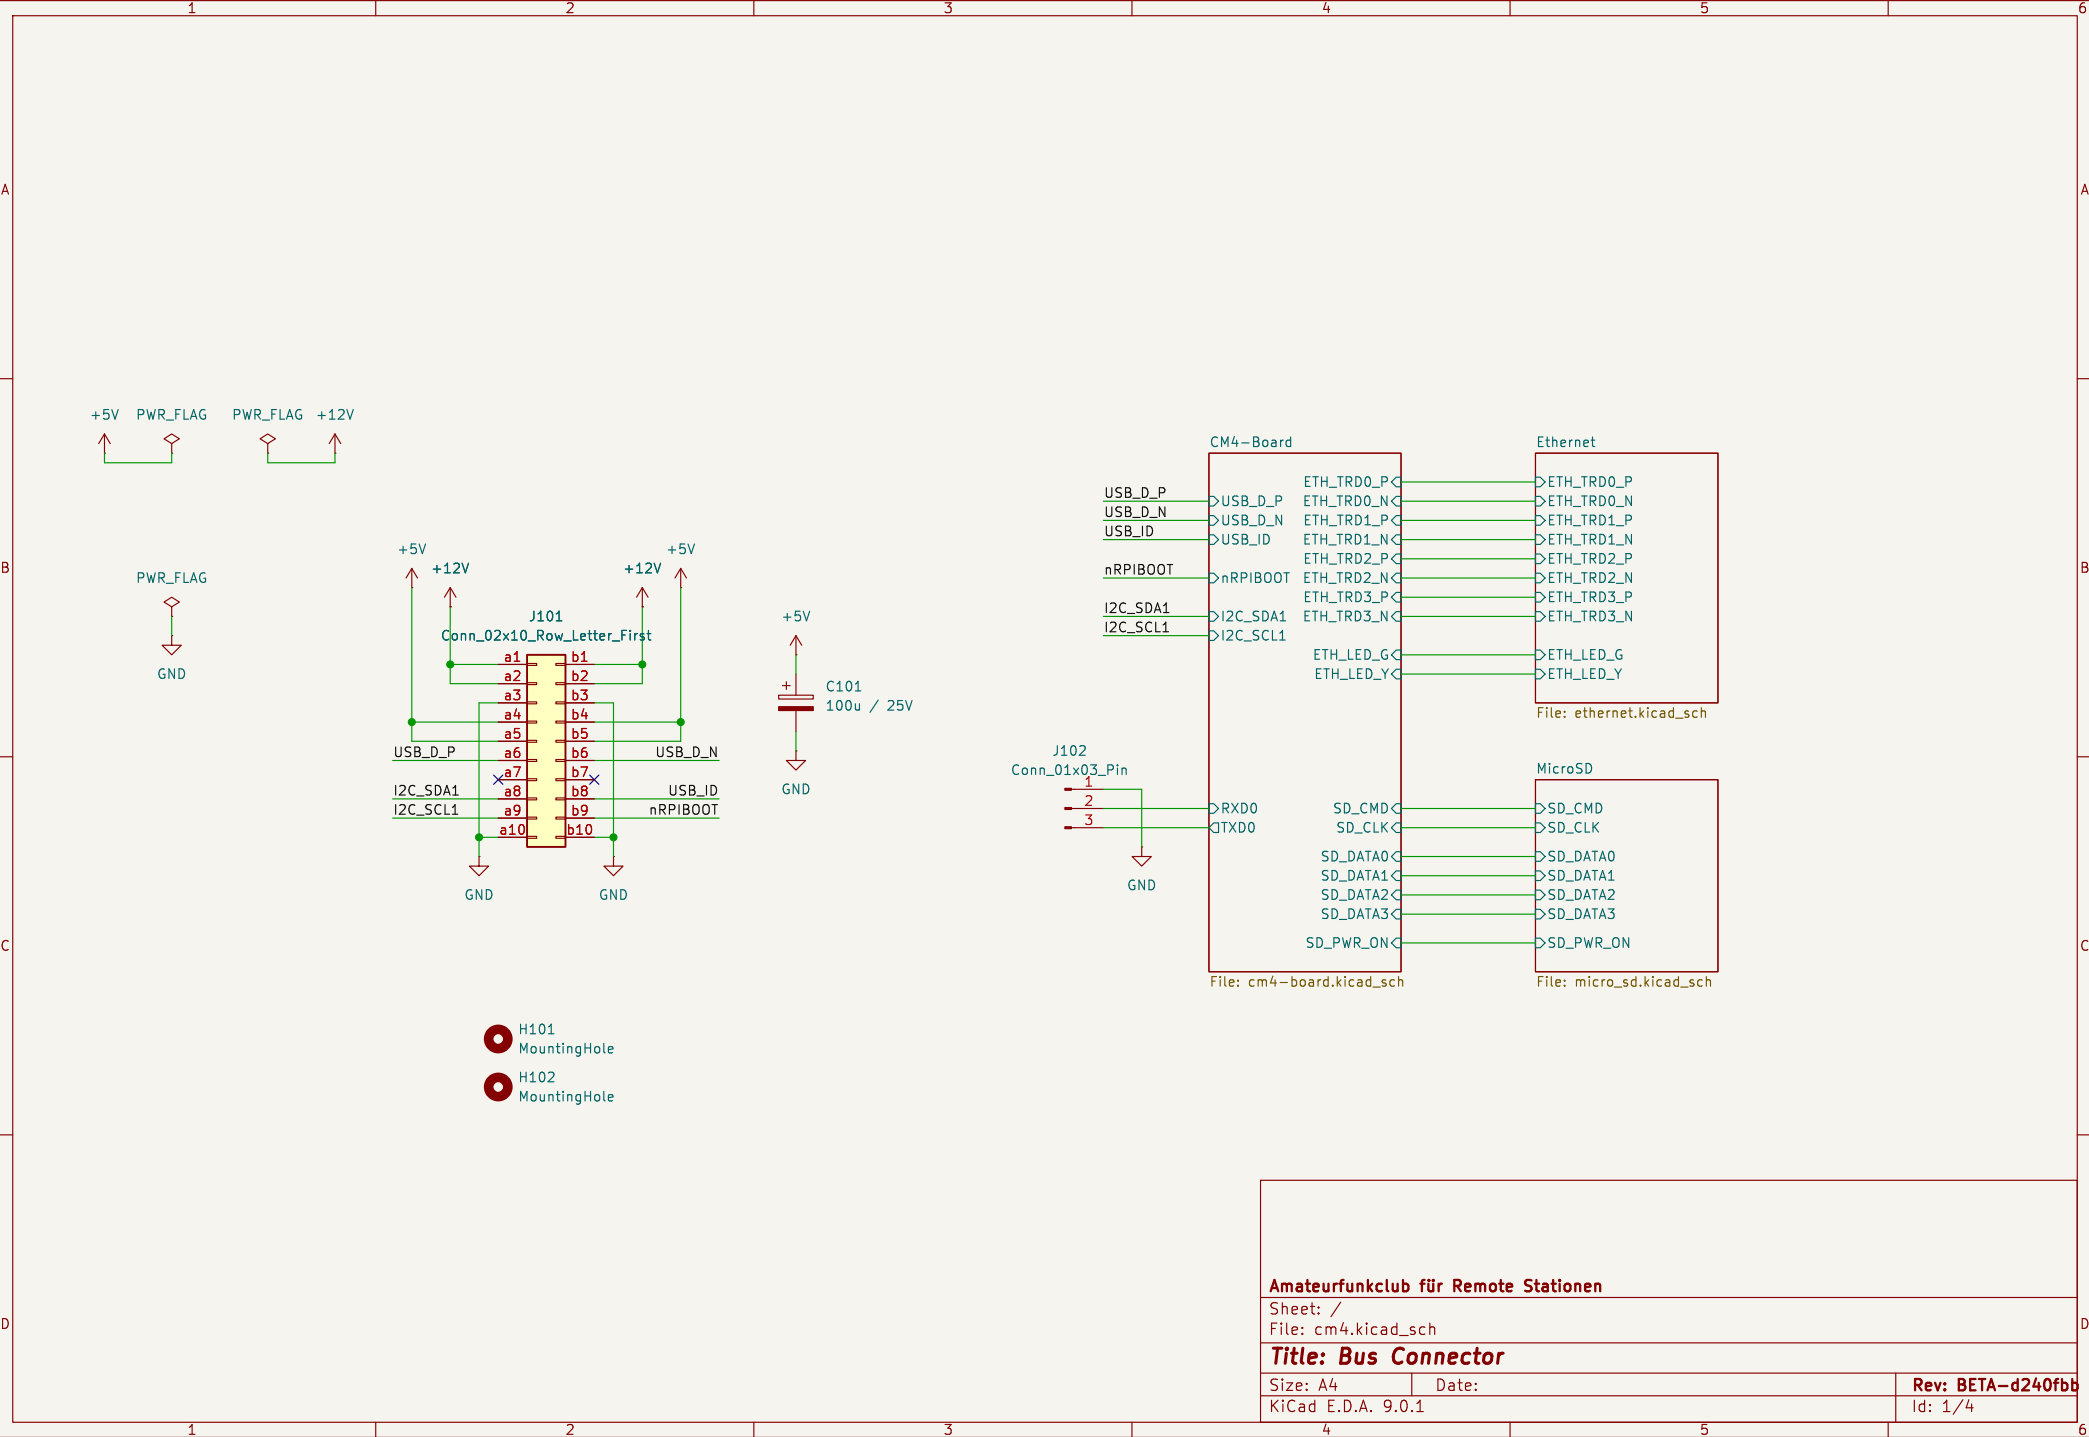 1 2 3 4 5 6
A A
B B
C C
D D
+5V PWR_FLAG PWR_FLAG +12V
PWR_FLAG
GND
+5V +5V
+12V +12V
J101
Conn_02x10_Row_Letter_First
a1 b1
a2 b2
a3 b3
a4 b4
a5 b5
USB_D_P a6 b6 USB_D_N
a7 b7
I2C_SDA1 a8 b8 USB_ID
I2C_SCL1 a9 b9 nRPIBOOT
a10 b10
GND GND
+5V
+
C101
100u / 25V
GND
H101
MountingHole
H102
MountingHole
J102
Conn_01x03_Pin
1
2
3
GND
CM4-Board
USB_D_P
USB_D_N
USB_ID
nRPIBOOT
I2C_SDA1
I2C_SCL1
USB_D_P
USB_D_N
USB_ID
nRPIBOOT
I2C_SDA1
I2C_SCL1
RXD0
TXD0
ETH_TRD0_P
ETH_TRD0_N
ETH_TRD1_P
ETH_TRD1_N
ETH_TRD2_P
ETH_TRD2_N
ETH_TRD3_P
ETH_TRD3_N
ETH_LED_G
ETH_LED_Y
SD_CMD
SD_CLK
SD_DATA0
SD_DATA1
SD_DATA2
SD_DATA3
SD_PWR_ON
File: cm4-board.kicad_sch
Ethernet
ETH_TRD0_P
ETH_TRD0_N
ETH_TRD1_P
ETH_TRD1_N
ETH_TRD2_P
ETH_TRD2_N
ETH_TRD3_P
ETH_TRD3_N
ETH_LED_G
ETH_LED_Y
File: ethernet.kicad_sch
MicroSD
SD_CMD
SD_CLK
SD_DATA0
SD_DATA1
SD_DATA2
SD_DATA3
SD_PWR_ON
File: micro_sd.kicad_sch
Amateurfunkclub für Remote Stationen
Sheet: /
File: cm4.kicad_sch
Title: Bus Connector
Size: A4 Date: Rev: BETA-d240fbb
KiCad E.D.A. 9.0.1 Id: 1/4
1 2 3 4 5 6